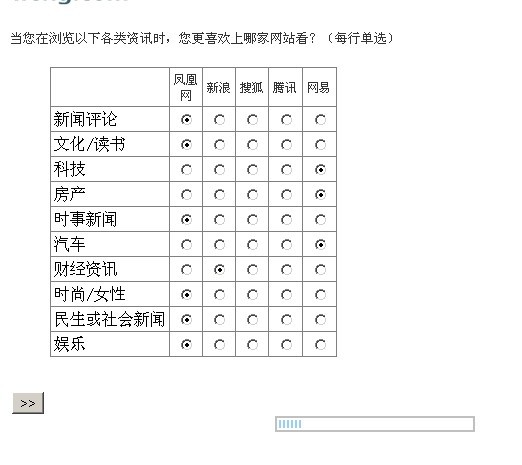 当您在浏览以下各类资讯时，您更喜欢上哪家网站看？（每行单选）
凤凰网 新浪 搜狐 腾讯 网易
新闻评论
文化/读书
科技
房产
时事新闻
汽车
财经资讯
时尚/女性
民生或社会新闻
娱乐
>>